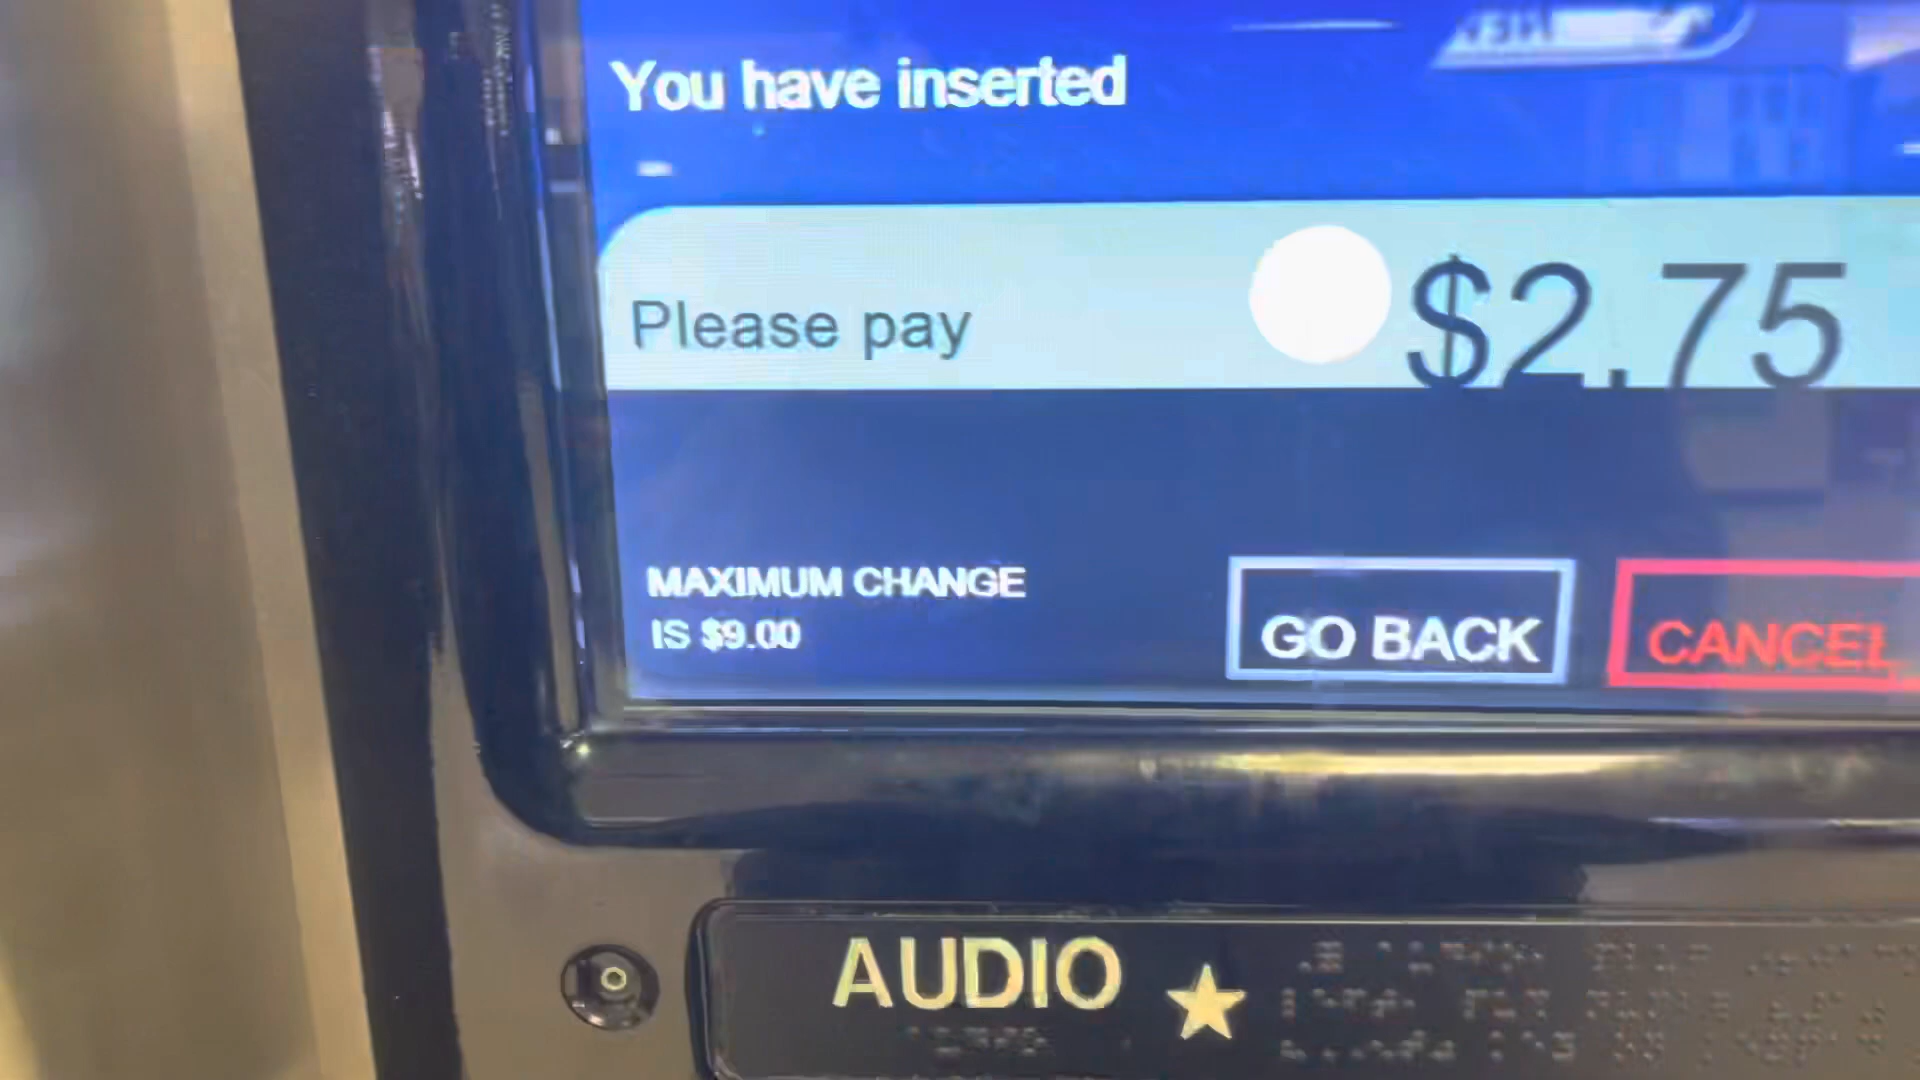 You have inserted
Please pay
$2.75
MAXIMUM CHANGE
IS $9.00
GO BACK
CANCEL
AUDIO